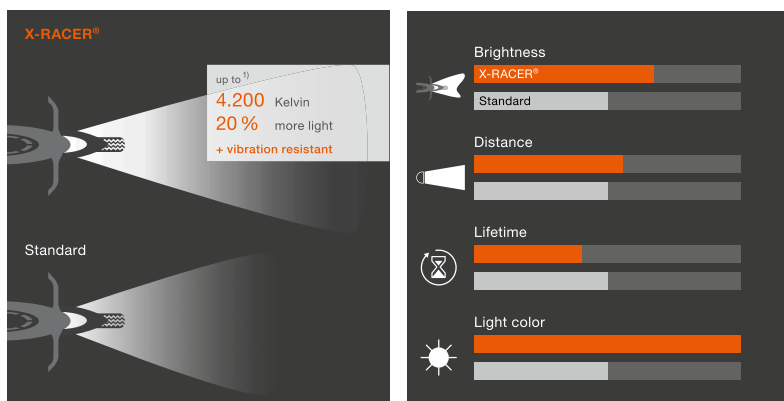 X-RACER®
up to 1)
4.200 Kelvin
20 % more light
+ vibration resistant
Standard
Brightness
X-RACER®
Standard
Distance
Lifetime
Light color